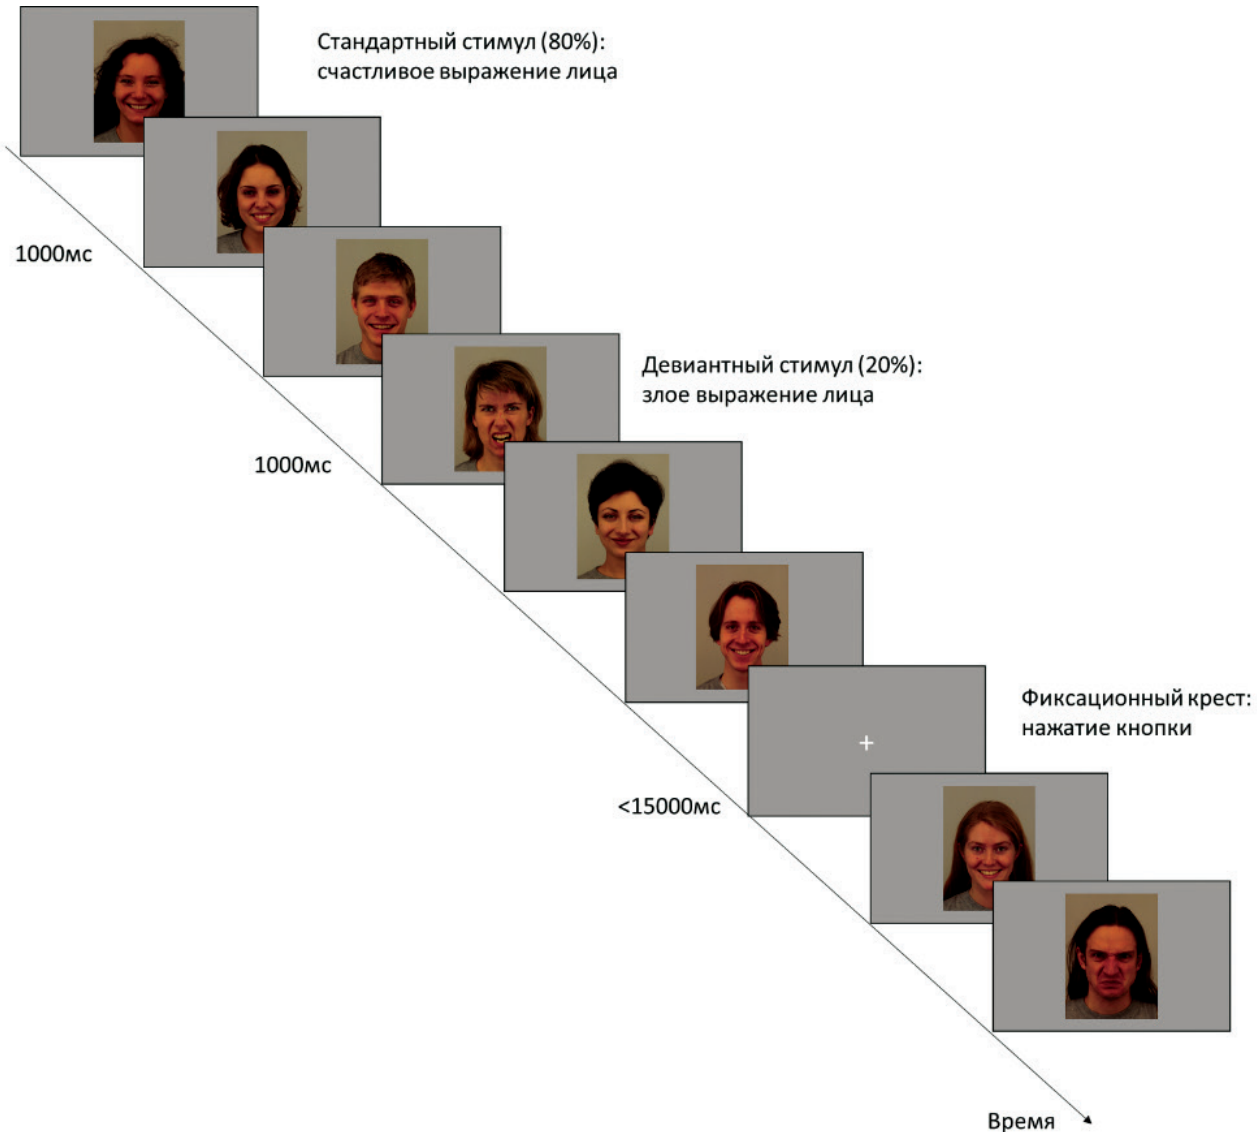 Стандартный стимул (80%):
счастливое выражение лица
1000мс
Девиантный стимул (20%):
злое выражение лица
1000мс
Фиксационный крест:
нажатие кнопки
<15000мс
Время